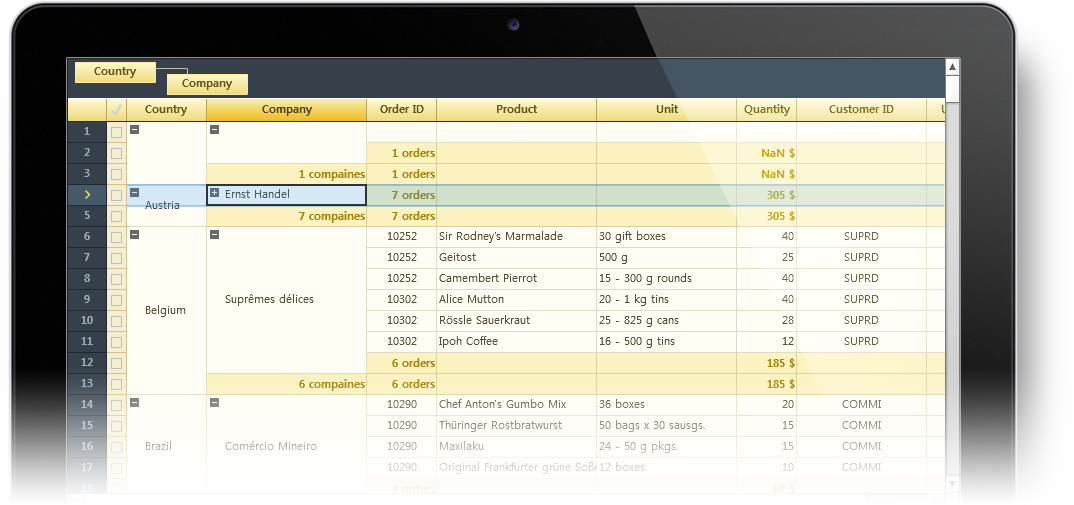 Country
Company
Country Company Order ID Product Unit Quantity Customer ID
1
2 1 orders NaN $
3 1 compaines 1 orders NaN $
Ernst Handel 7 orders 305 $
Austria
5 7 compaines 7 orders 305 $
6 10252 Sir Rodney's Marmalade 30 gift boxes 40 SUPRD
7 10252 Geitost 500 g 25 SUPRD
8 10252 Camembert Pierrot 15 - 300 g rounds 40 SUPRD
9 Suprêmes délices 10302 Alice Mutton 20 - 1 kg tins 40 SUPRD
Belgium
10 10302 Rössle Sauerkraut 25 - 825 g cans 28 SUPRD
11 10302 Ipoh Coffee 16 - 500 g tins 12 SUPRD
12 6 orders 185 $
13 6 compaines 6 orders 185 $
14 10290 Chef Anton's Gumbo Mix 36 boxes 20 COMMI
15 10290 Thüringer Rostbratwurst 50 bags x 30 sausgs. 15 COMMI
16 Brazil Comércio Mineiro 10290 Maxilaku 24 - 50 g pkgs. 15 COMMI
17 10290 Original Frankfurter grüne Soße 12 boxes 10 COMMI
18 4 orders 60 $